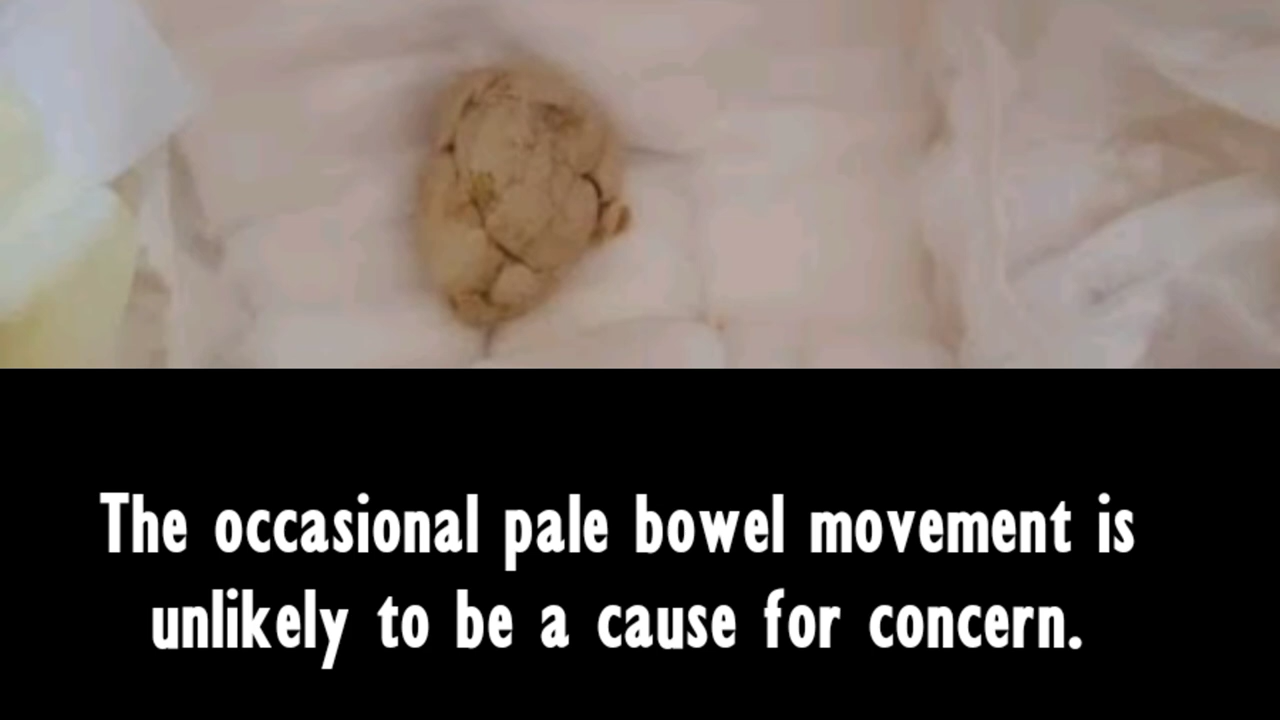 The occasional pale bowel movement is
unlikely to be a cause for concern.